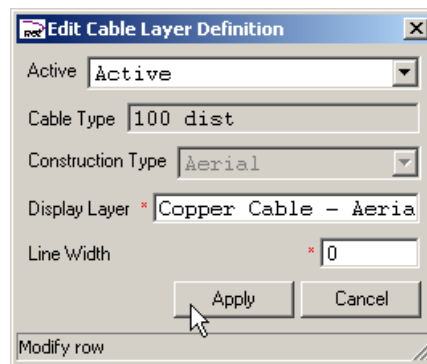 Edit Cable Layer Definition
Active Active
Cable Type 100 dist
Construction Type Aerial
Display Layer * Copper Cable - Aeria
Line Width * 0
Apply Cancel
Modify row